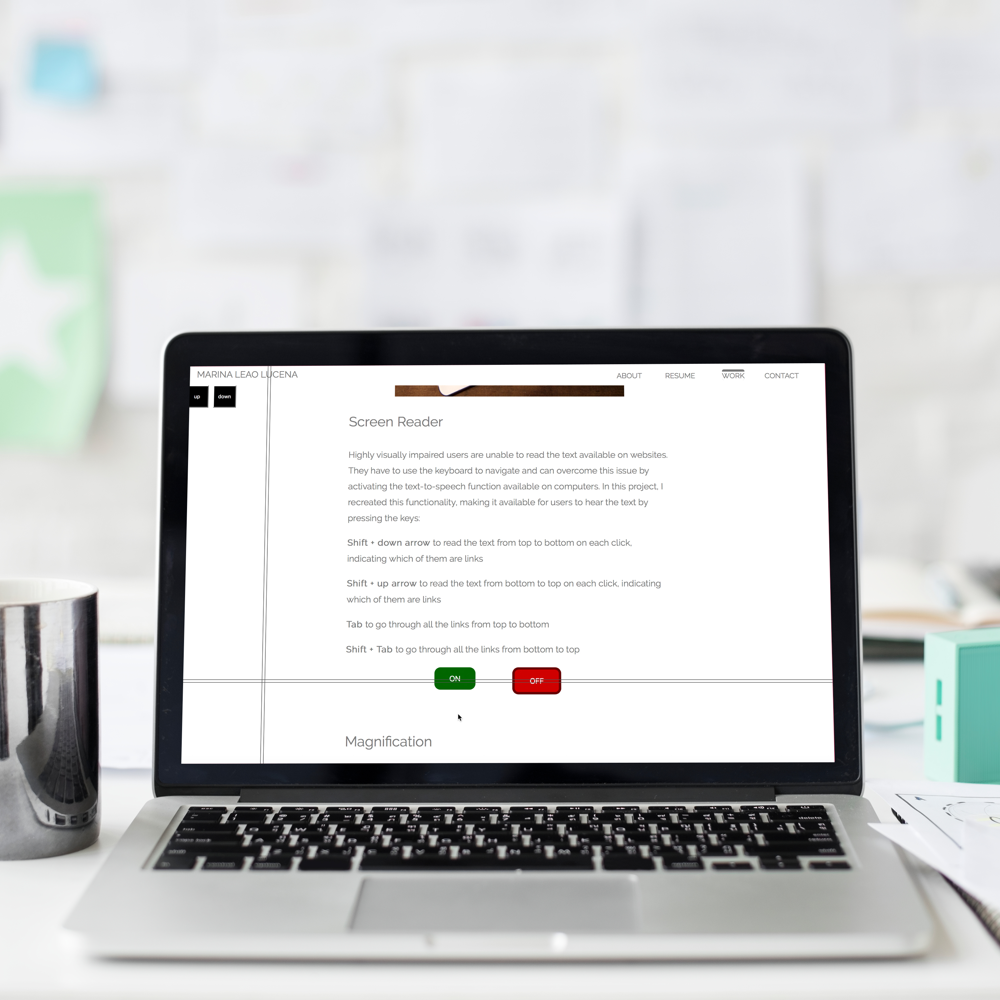 MARINA LEAO LUCENA
ABOUT RESUME WORK CONTACT
up down
Screen Reader
Highly visually impaired users are unable to read the text available on websites.
They have to use the keyboard to navigate and can overcome this issue by
activating the text-to-speech function available on computers. In this project, I
recreated this functionality, making it available for users to hear the text by
pressing the keys:
Shift + down arrow to read the text from top to bottom on each click,
indicating which of them are links
Shift + up arrow to read the text from bottom to top on each click, indicating
which of them are links
Tab to go through all the links from top to bottom
Shift + Tab to go through all the links from bottom to top
ON OFF
Magnification
delete
tab
shift